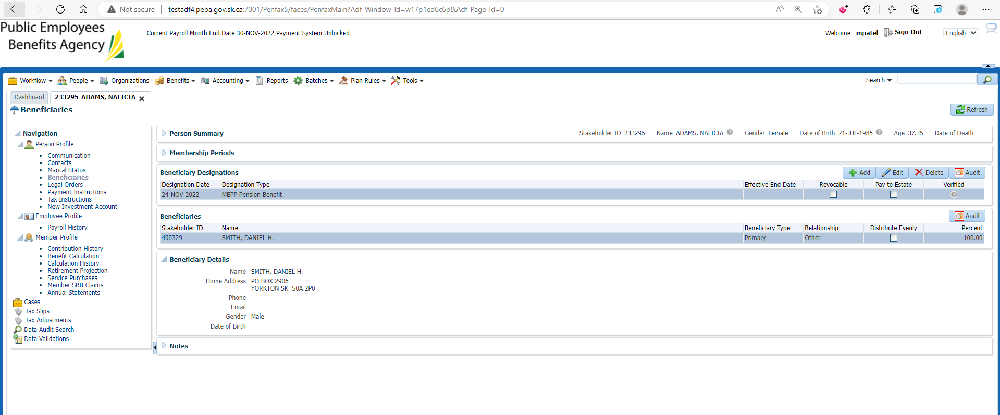 Not secure testadf4.peba.gov.sk.ca:7001/Penfax5/faces/PenfaxMain?Adf-Window-Id=w17p1ed6c6p&Adf-Page-Id=0
Public Employees
Benefits Agency
Current Payroll Month End Date 30-NOV-2022 Payment System Unlocked
Welcome mpatel Sign Out English
Workflow People Organizations Benefits Accounting Reports Batches Plan Rules Tools Search
Dashboard 233295-ADAMS, NALICIA
Beneficiaries
Refresh
Navigation
Person Profile
Communication
Contacts
Marital Status
Beneficiaries
Legal Orders
Payment Instructions
Tax Instructions
New Investment Account
Employee Profile
Payroll History
Member Profile
Contribution History
Benefit Calculation
Calculation History
Retirement Projection
Service Purchases
Member SRB Claims
Annual Statements
Cases
Tax Slips
Tax Adjustments
Data Audit Search
Data Validations
Person Summary Stakeholder ID 233295 Name ADAMS, NALICIA Gender Female Date of Birth 21-JUL-1985 Age 37.35 Date of Death
Membership Periods
Beneficiary Designations Add Edit Delete Audit
Designation Date Designation Type Effective End Date Revocable Pay to Estate Verified
24-NOV-2022 MEPP Pension Benefit
Beneficiaries Audit
Stakeholder ID Name Beneficiary Type Relationship Distribute Evenly Percent
490329 SMITH, DANIEL H. Primary Other 100.00
Beneficiary Details
Name SMITH, DANIEL H.
Home Address PO BOX 2906
YORKTON SK S0A 2P0
Phone
Email
Gender Male
Date of Birth
Notes